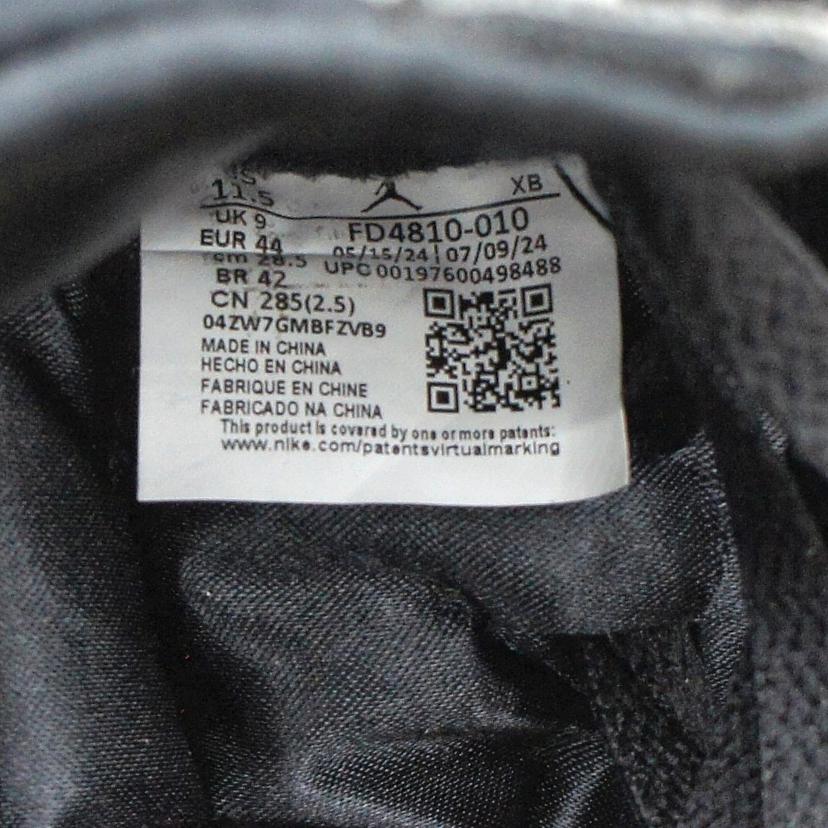 11.5
XB
UK 9
FD4810-010
EUR 44
05/15/24 | 07/09/24
cm 28.5
UPC 00197600498488
BR 42
CN 285(2.5)
04ZW7GMBFZVB9
MADE IN CHINA
HECHO EN CHINA
FABRIQUE EN CHINE
FABRICADO NA CHINA
This product is covered by one or more patents:
www.nike.com/patentsvirtualmarking